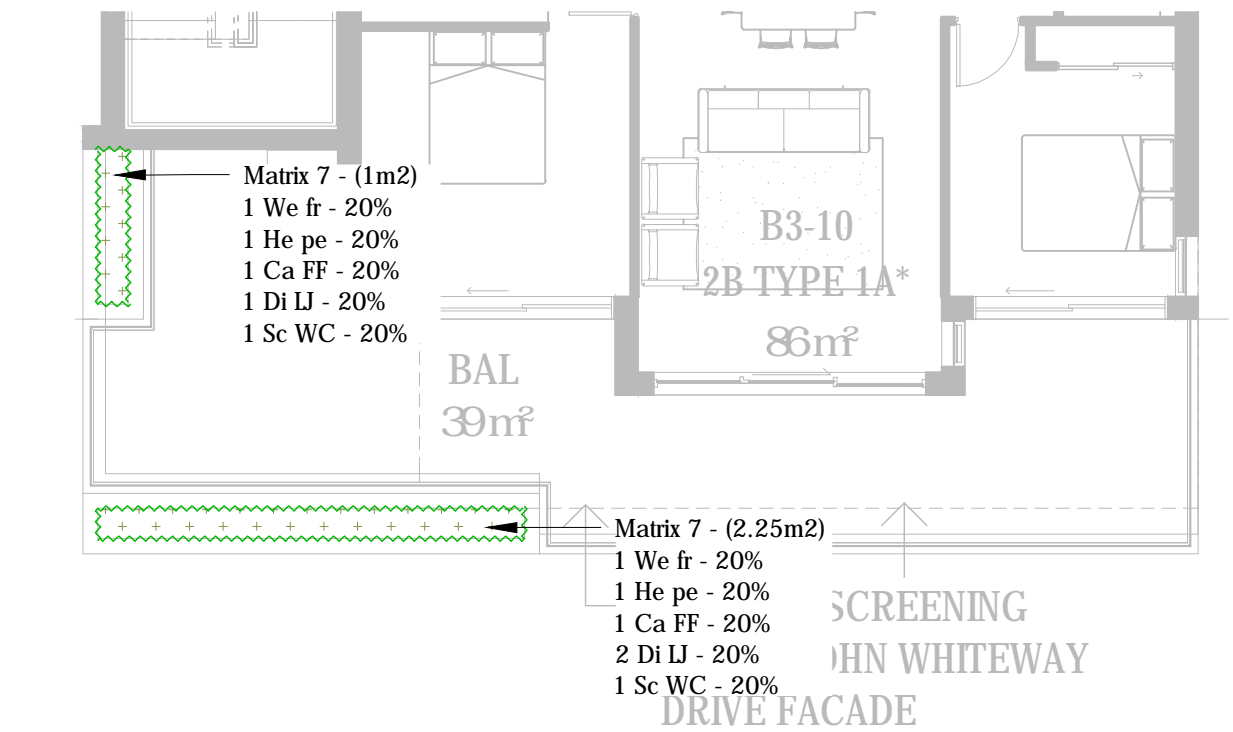 Matrix 7 - (1m2)
1 We fr - 20%
1 He pe - 20%
1 Ca FF - 20%
1 Di LJ - 20%
1 Sc WC - 20%
B3-10
2B TYPE 1A*
86m²
BAL
39m²
Matrix 7 - (2.25m2)
1 We fr - 20%
1 He pe - 20%
1 Ca FF - 20%
2 Di LJ - 20%
1 Sc WC - 20%
SCREENING
OHN WHITEWAY
DRIVE FACADE